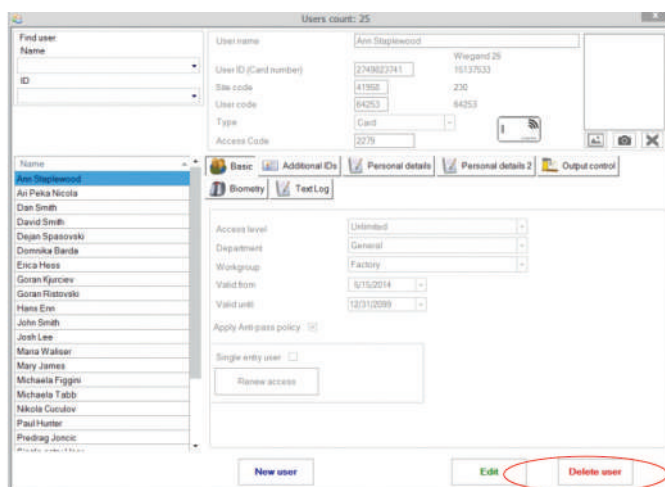 Users count: 25
Find user
Name
ID
User name
Ann Staplewood
Wiegand 26
User ID (Card number)
2749823741
15137533
Site code
41958
230
User code
64253
64253
Type
Card
Access Code
2279
Name
Ann Staplewood
Ari Peka Nicola
Dan Smith
David Smith
Dejan Spasovski
Domnika Barda
Erica Hess
Goran Kjurciev
Goran Ristovski
Hans Enn
John Smith
Josh Lee
Maria Waliser
Mary James
Michaela Figgini
Michaela Tabb
Nikola Cuculov
Paul Hunter
Predrag Joncic
Basic
Additional IDs
Personal details
Personal details 2
Output control
Biometry
Text Log
Access level
Unlimited
Department
General
Workgroup
Factory
Valid from
5/15/2014
Valid until
12/31/2099
Apply Anti-pass policy
Single entry user
Renew access
New user
Edit
Delete user